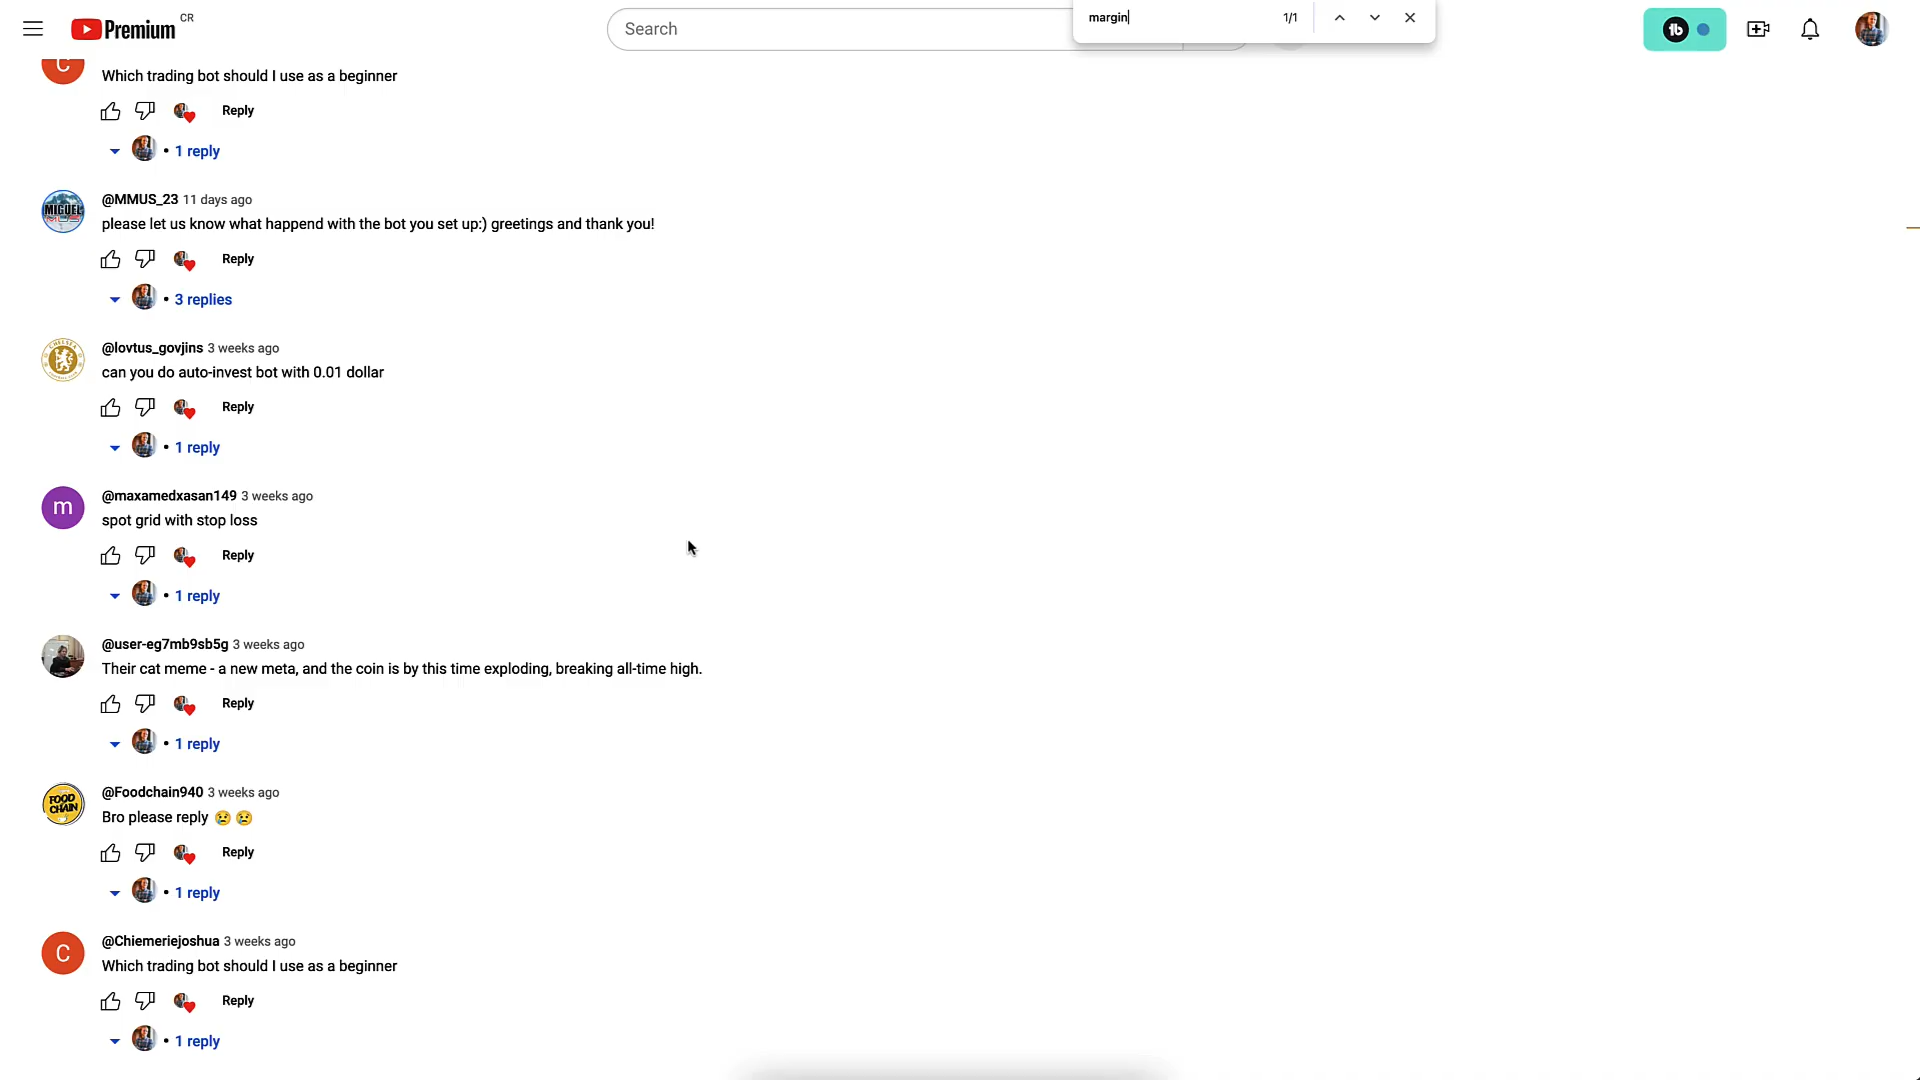 Premium CR
Search
margin 1/1
C
Which trading bot should I use as a beginner
Reply
• 1 reply
MIGUEL
@MMUS_23 11 days ago
please let us know what happend with the bot you set up:) greetings and thank you!
Reply
• 3 replies
CHELSEA
@lovtus_govjins 3 weeks ago
can you do auto-invest bot with 0.01 dollar
Reply
• 1 reply
m
@maxamedxasan149 3 weeks ago
spot grid with stop loss
Reply
• 1 reply
@user-eg7mb9sb5g 3 weeks ago
Their cat meme - a new meta, and the coin is by this time exploding, breaking all-time high.
Reply
• 1 reply
FOOD
CHAIN
@Foodchain940 3 weeks ago
Bro please reply 😢 😢
Reply
• 1 reply
C
@Chiemeriejoshua 3 weeks ago
Which trading bot should I use as a beginner
Reply
• 1 reply